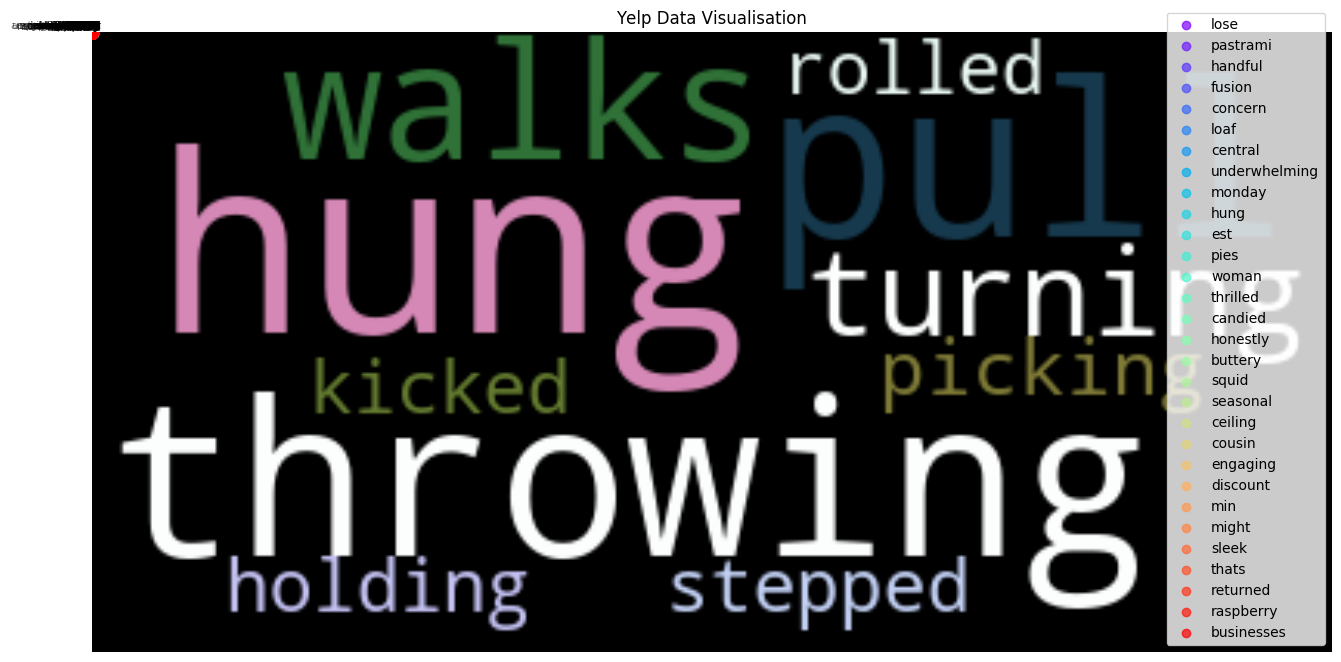 Yelp Data Visualisation
walks
rolled
pull
hung
turning
kicked
picking
throwing
holding
stepped
lose
pastrami
handful
fusion
concern
loaf
central
underwhelming
monday
hung
est
pies
woman
thrilled
candied
honestly
buttery
squid
seasonal
ceiling
cousin
engaging
discount
min
might
sleek
thats
returned
raspberry
businesses